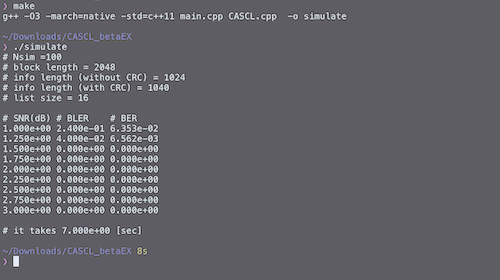 ❯ make
g++ -O3 -march=native -std=c++11 main.cpp CASCL.cpp  -o simulate
~/Downloads/CASCL_betaEX
❯ ./simulate
# Nsim =100
# block length = 2048
# info length (without CRC) = 1024
# info length (with CRC) = 1040
# list size = 16
# SNR(dB) # BLER    # BER
1.000e+00 2.400e-01 6.353e-02
1.250e+00 4.000e-02 6.562e-03
1.500e+00 0.000e+00 0.000e+00
1.750e+00 0.000e+00 0.000e+00
2.000e+00 0.000e+00 0.000e+00
2.250e+00 0.000e+00 0.000e+00
2.500e+00 0.000e+00 0.000e+00
2.750e+00 0.000e+00 0.000e+00
3.000e+00 0.000e+00 0.000e+00
# it takes 7.000e+00 [sec]
~/Downloads/CASCL_betaEX 8s
❯